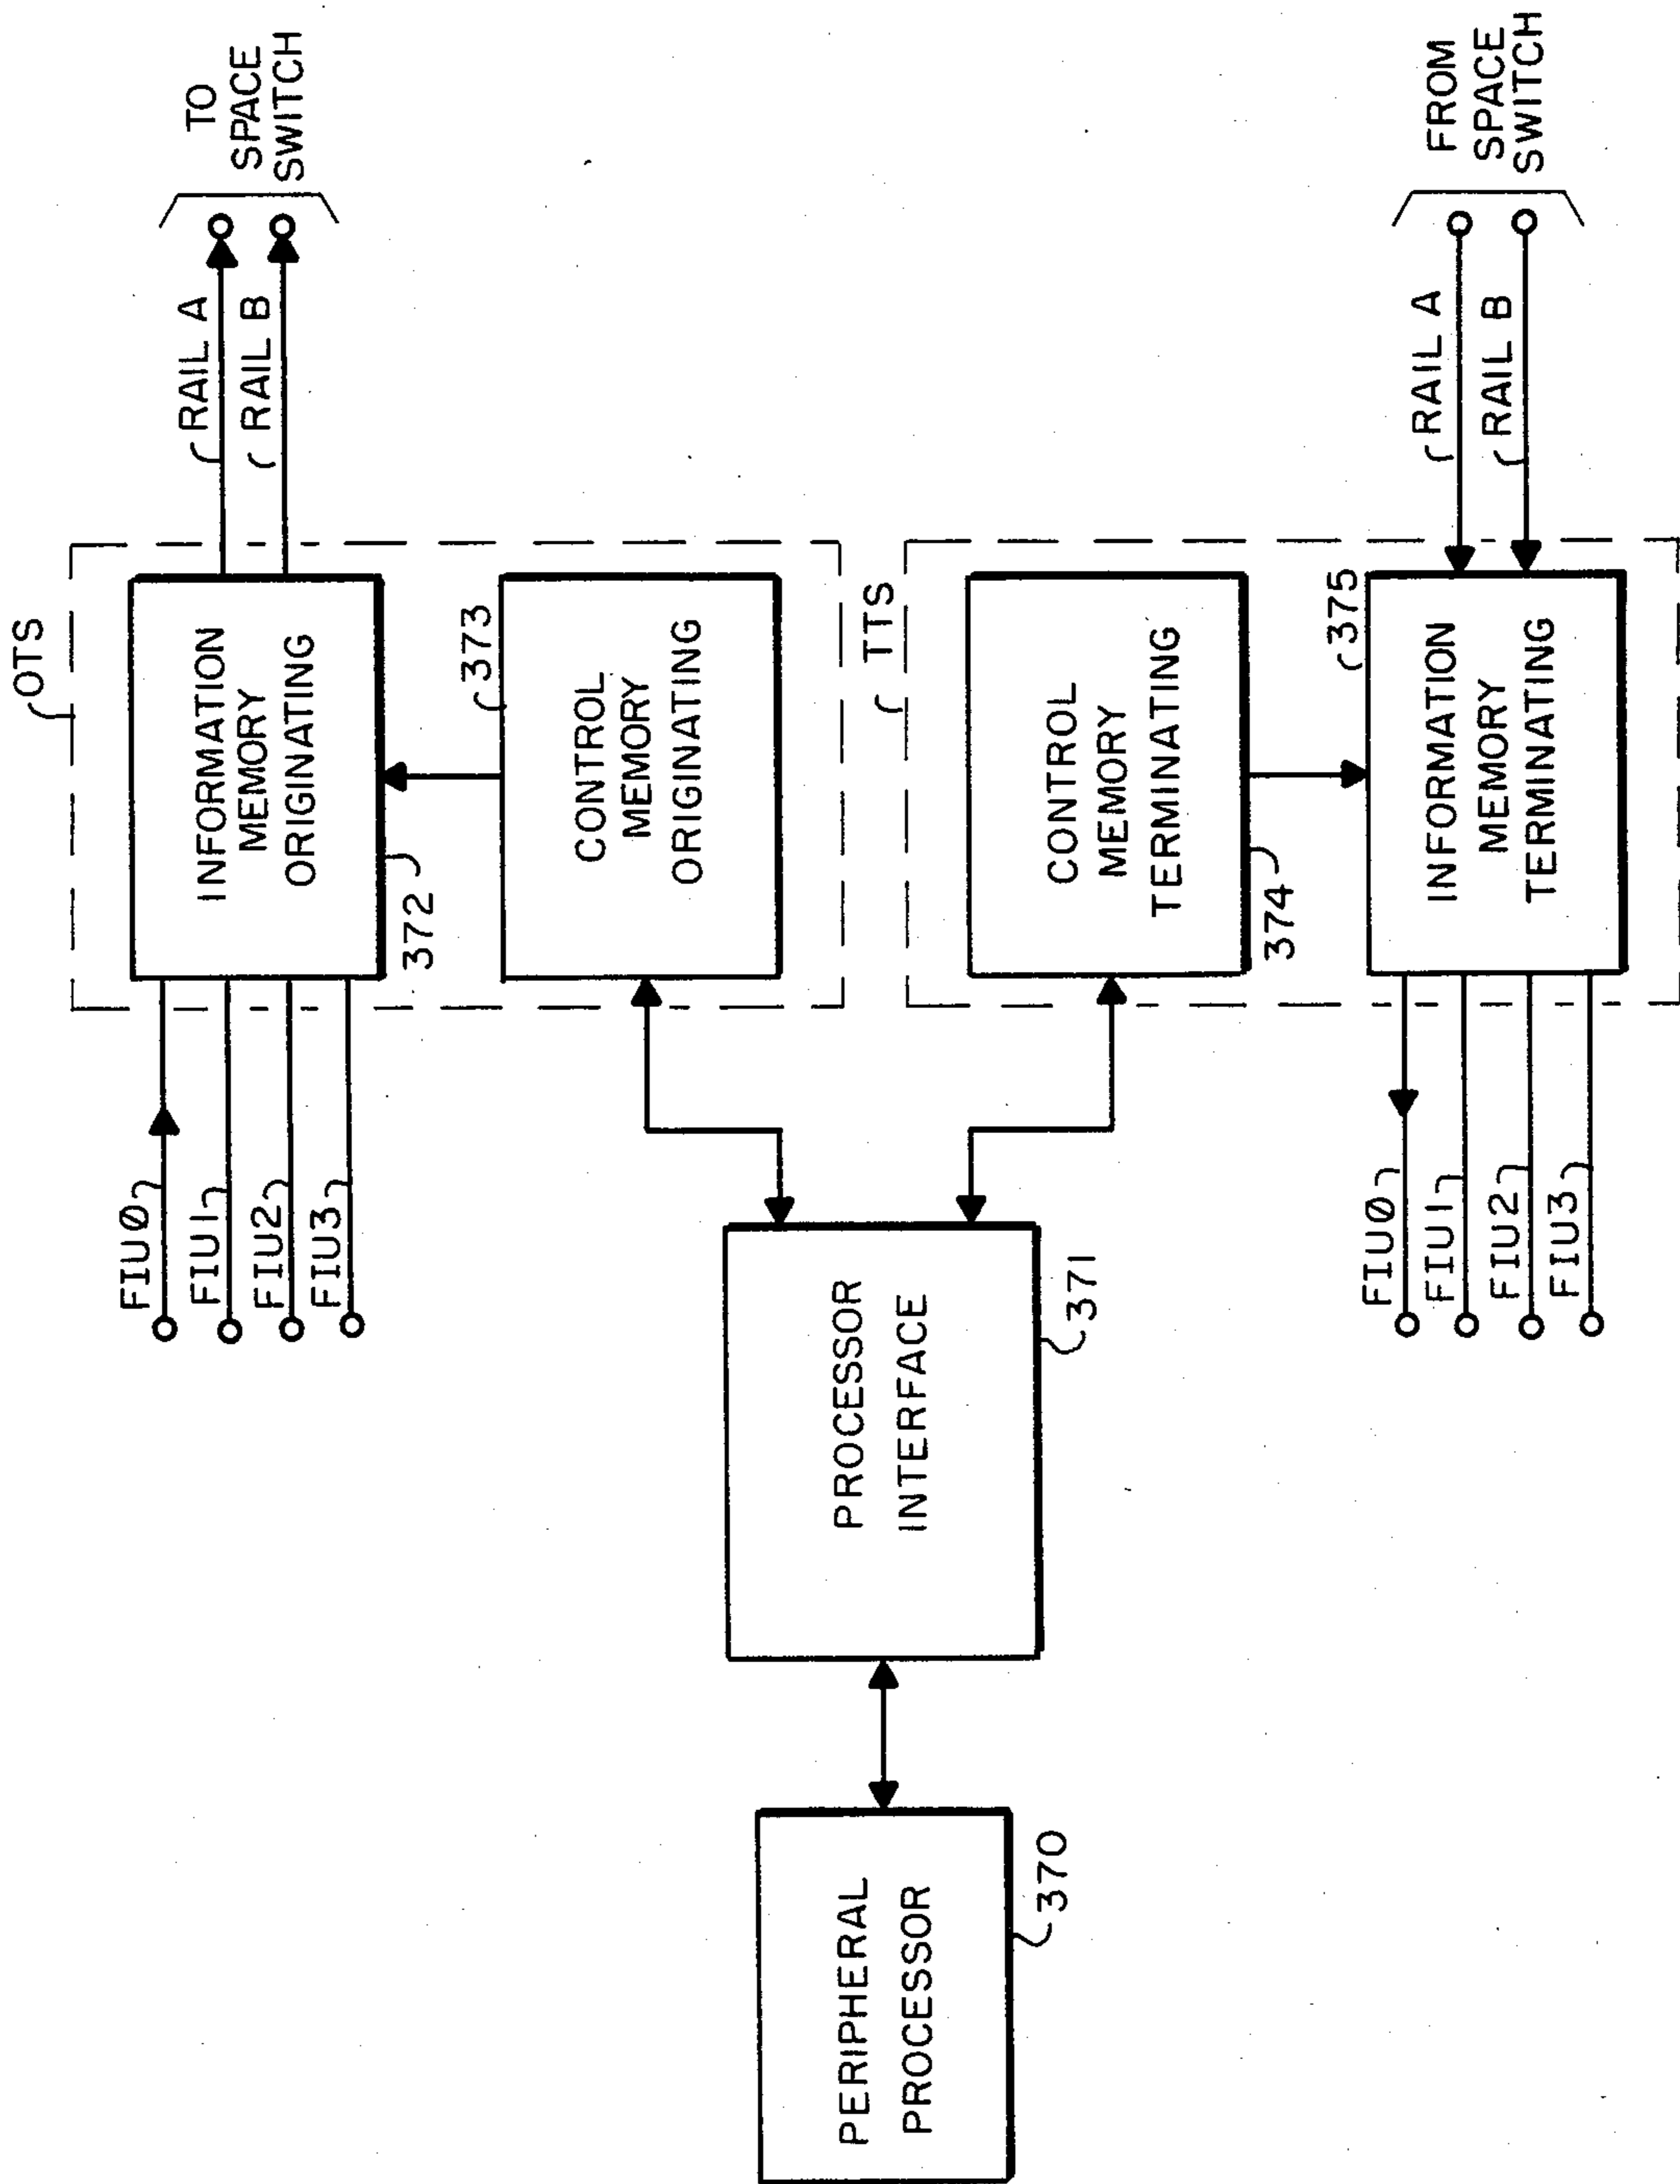 OTS
FIU0
FIU1
FIU2
FIU3
INFORMATION
MEMORY
ORIGINATING
372
RAIL A
RAIL B
TO
SPACE
SWITCH
373
CONTROL
MEMORY
ORIGINATING
PERIPHERAL
PROCESSOR
370
PROCESSOR
INTERFACE
371
TTS
CONTROL
MEMORY
TERMINATING
374
375
FIU0
FIU1
FIU2
FIU3
INFORMATION
MEMORY
TERMINATING
RAIL A
RAIL B
FROM
SPACE
SWITCH